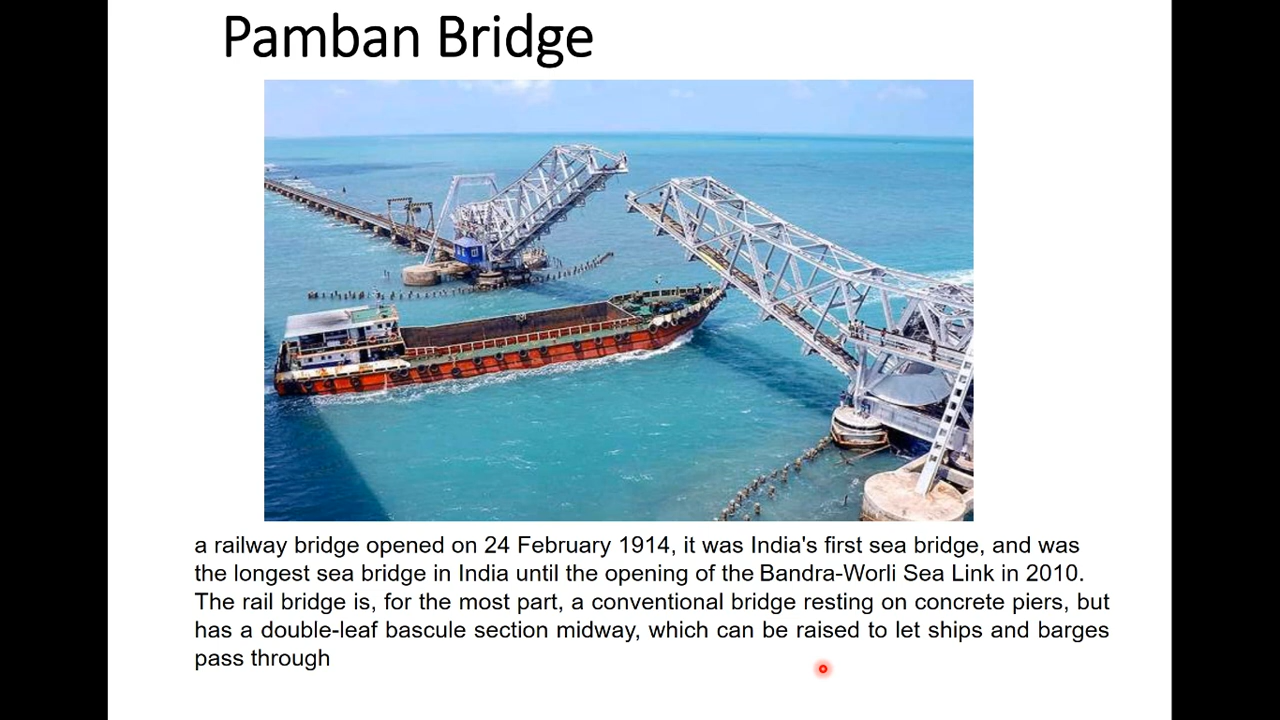 Pamban Bridge
a railway bridge opened on 24 February 1914, it was India's first sea bridge, and was
the longest sea bridge in India until the opening of the Bandra-Worli Sea Link in 2010.
The rail bridge is, for the most part, a conventional bridge resting on concrete piers, but
has a double-leaf bascule section midway, which can be raised to let ships and barges
pass through